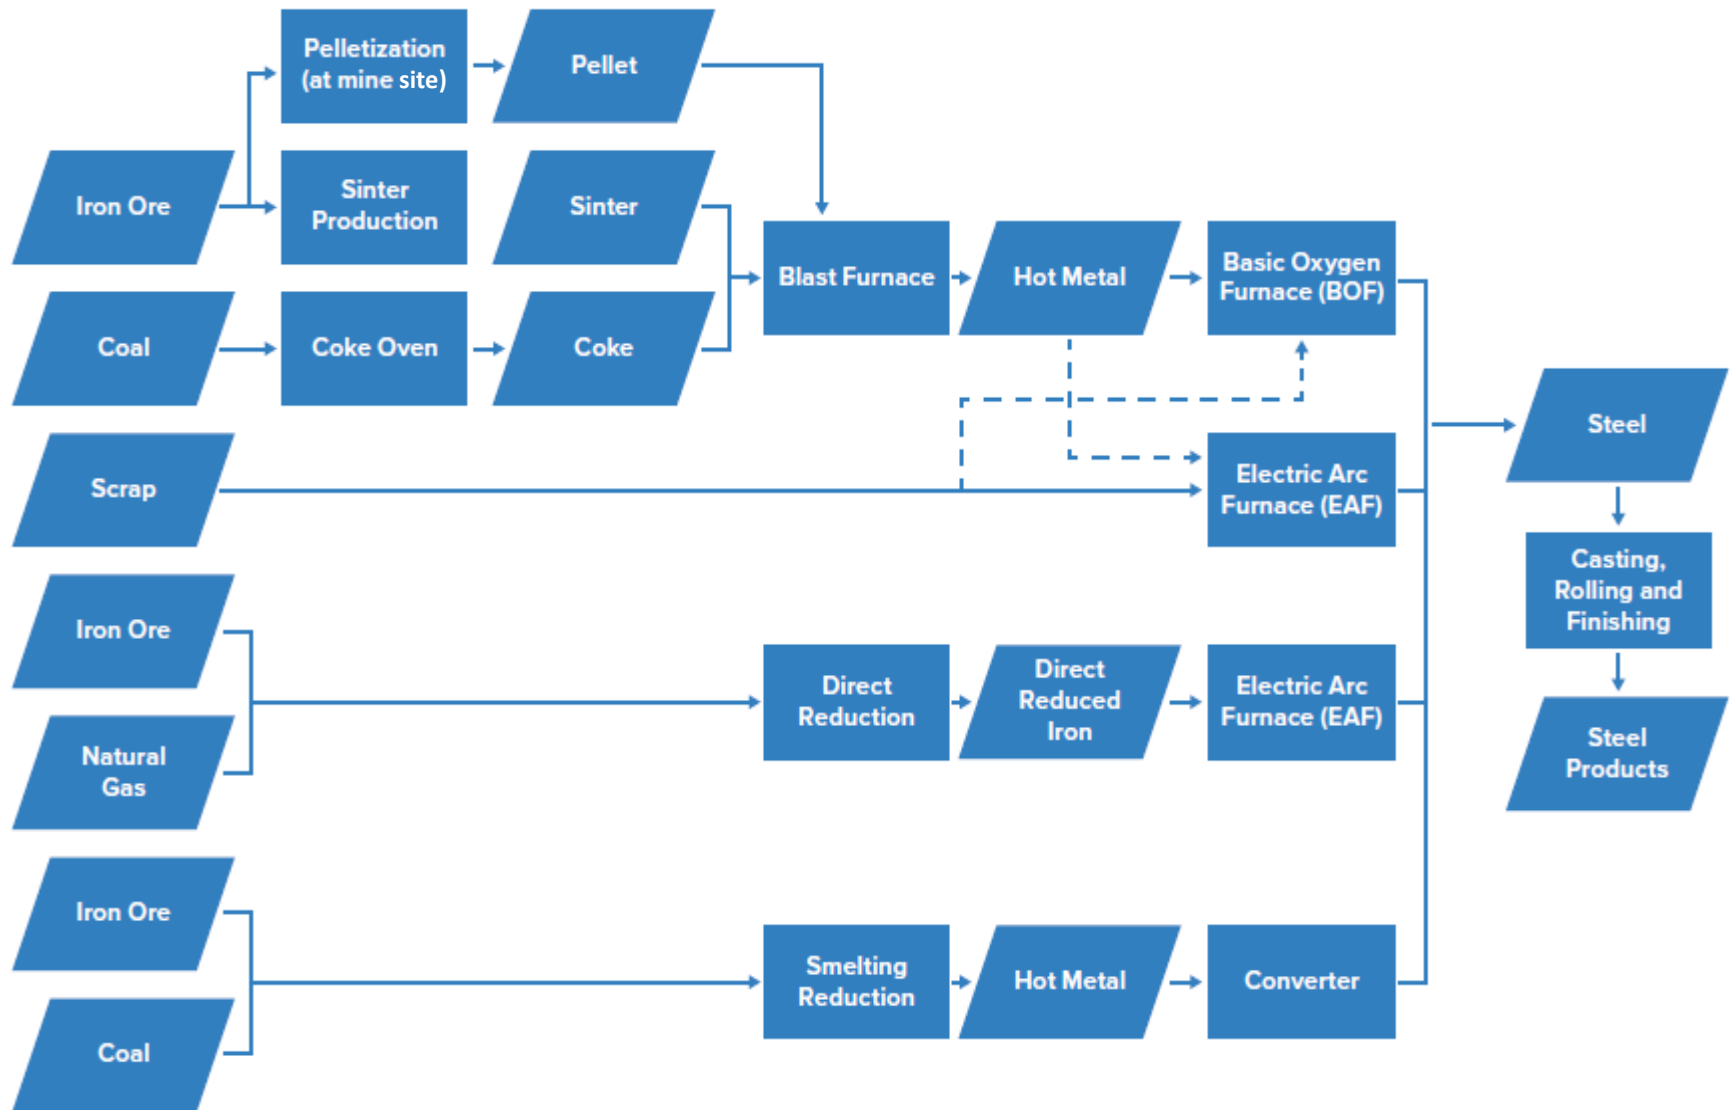 Pelletization
(at mine site)
Pellet
Iron Ore
Sinter
Production
Sinter
Blast Furnace
Hot Metal
Basic Oxygen
Furnace (BOF)
Coal
Coke Oven
Coke
Steel
Scrap
Electric Arc
Furnace (EAF)
Casting,
Rolling and
Finishing
Iron Ore
Natural
Gas
Direct
Reduction
Direct
Reduced
Iron
Electric Arc
Furnace (EAF)
Steel
Products
Iron Ore
Coal
Smelting
Reduction
Hot Metal
Converter